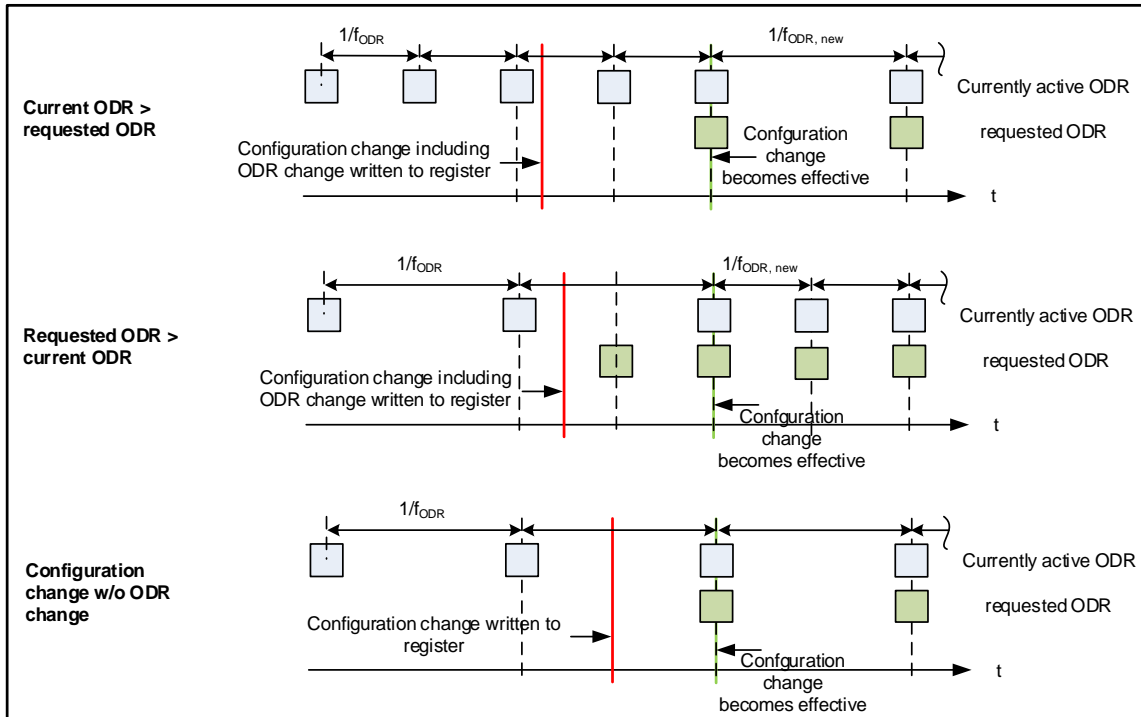 1/fODR
1/fODR, new
Current ODR >
requested ODR
Currently active ODR
requested ODR
Configuration change including
ODR change written to register
Confguration
change
becomes effective
t
1/fODR
1/fODR, new
Requested ODR >
current ODR
Currently active ODR
requested ODR
Configuration change including
ODR change written to register
Confguration
change
becomes effective
t
1/fODR
Configuration
change w/o ODR
change
Currently active ODR
requested ODR
Configuration change written to
register
Confguration
change
becomes effective
t